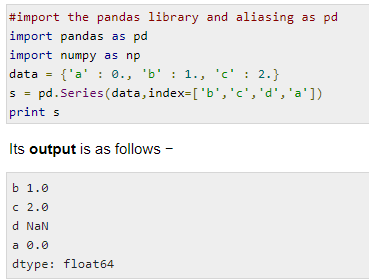 #import the pandas library and aliasing as pd
import pandas as pd
import numpy as np
data = {'a' : 0., 'b' : 1., 'c' : 2.}
s = pd.Series(data,index=['b','c','d','a'])
print s
Its output is as follows −
b 1.0
c 2.0
d NaN
a 0.0
dtype: float64